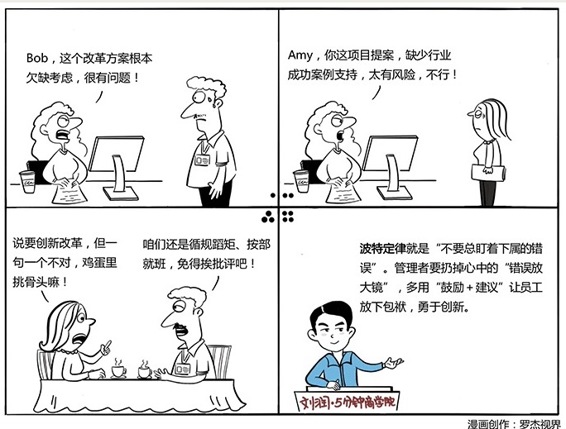 Bob，这个改革方案根本
欠缺考虑，很有问题！
Amy，你这项目提案，缺少行业
成功案例支持，太有风险，不行！
说要创新改革，但一
句一个不对，鸡蛋里
挑骨头嘛！
咱们还是循规蹈矩、按部
就班，免得挨批评吧！
波特定律就是“不要总盯着下属的错
误”。管理者要扔掉心中的“错误放
大镜”，多用“鼓励＋建议”让员工
放下包袱，勇于创新。
刘润·5分钟商学院
漫画创作：罗杰视界